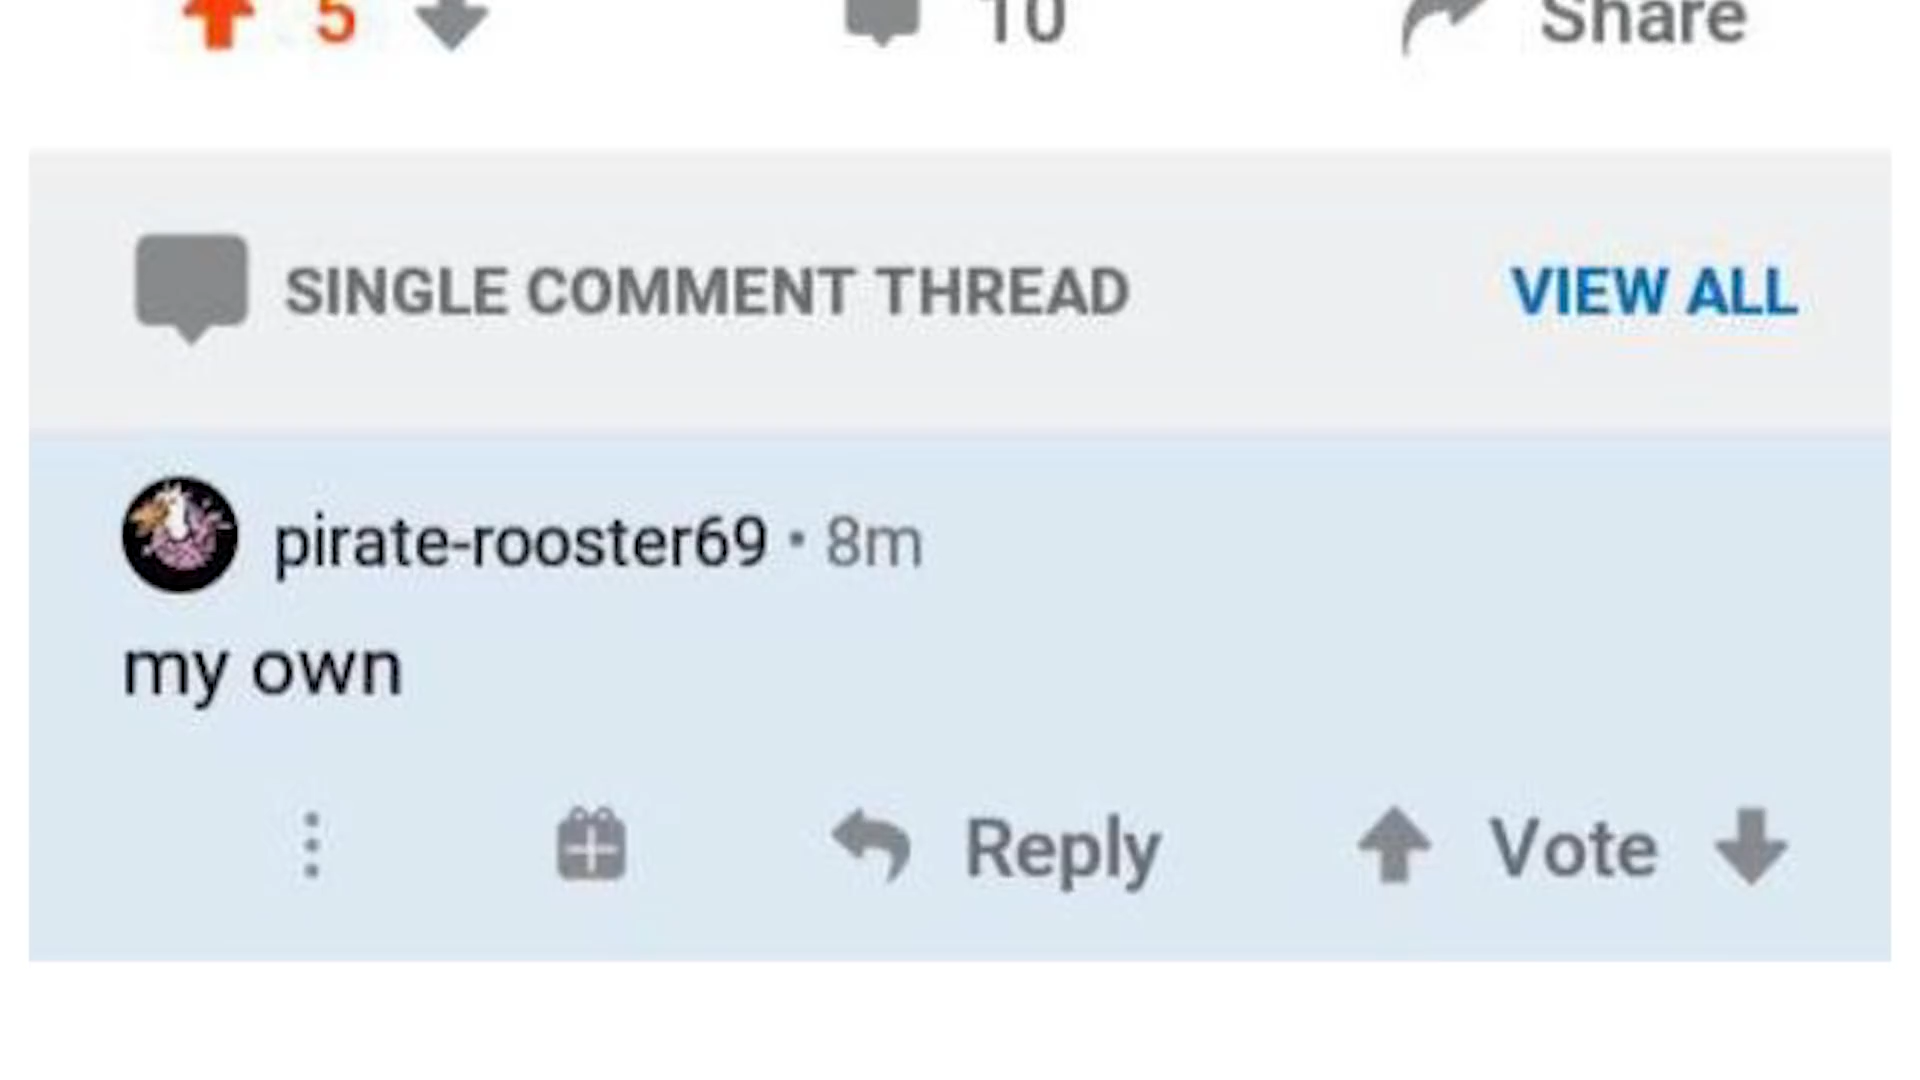 5 10 Share
SINGLE COMMENT THREAD VIEW ALL
pirate-rooster69 • 8m
my own
Reply Vote